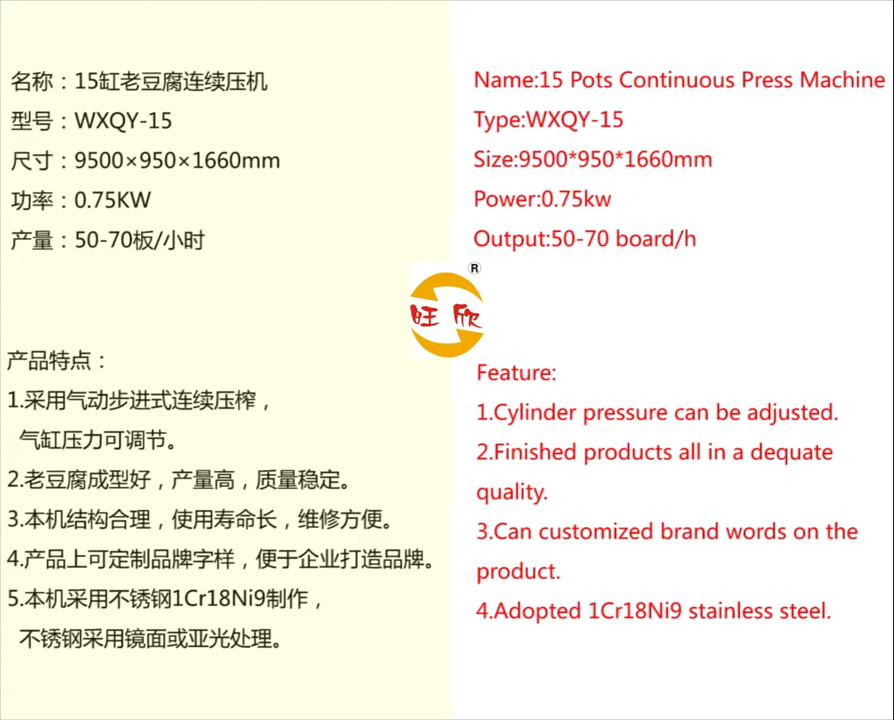 名称：15缸老豆腐连续压机
型号：WXQY-15
尺寸：9500×950×1660mm
功率：0.75KW
产量：50-70板/小时
产品特点：
1.采用气动步进式连续压榨，
气缸压力可调节。
2.老豆腐成型好，产量高，质量稳定。
3.本机结构合理，使用寿命长，维修方便。
4.产品上可定制品牌字样，便于企业打造品牌。
5.本机采用不锈钢1Cr18Ni9制作，
不锈钢采用镜面或亚光处理。
®
旺欣
Name:15 Pots Continuous Press Machine
Type:WXQY-15
Size:9500*950*1660mm
Power:0.75kw
Output:50-70 board/h
Feature:
1.Cylinder pressure can be adjusted.
2.Finished products all in a dequate
quality.
3.Can customized brand words on the
product.
4.Adopted 1Cr18Ni9 stainless steel.